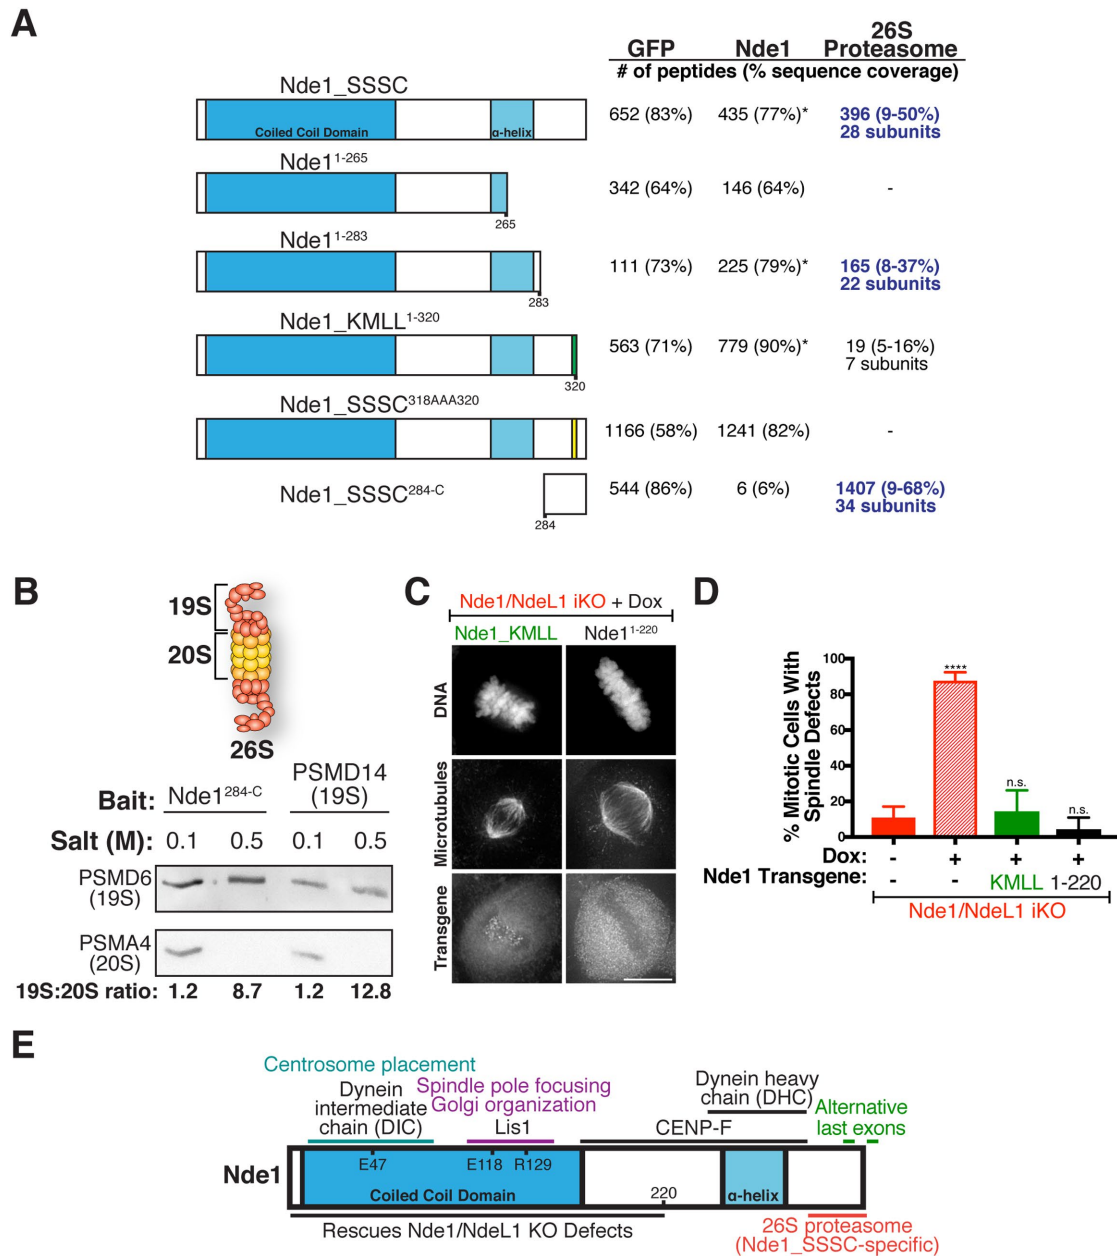 A
GFP Nde1 26S Proteasome
# of peptides (% sequence coverage)
Nde1_SSSC
Coiled Coil Domain α-helix
652 (83%) 435 (77%)* 396 (9-50%)
28 subunits
Nde1 1-265
265
342 (64%) 146 (64%) -
Nde1 1-283
283
111 (73%) 225 (79%)* 165 (8-37%)
22 subunits
Nde1_KMLL 1-320
320
563 (71%) 779 (90%)* 19 (5-16%)
7 subunits
Nde1_SSSC 318AAA320
1166 (58%) 1241 (82%) -
Nde1_SSSC 284-C
284
544 (86%) 6 (6%) 1407 (9-68%)
34 subunits
B
19S
20S
26S
Bait: Nde1 284-C PSMD14 (19S)
Salt (M): 0.1 0.5 0.1 0.5
PSMD6
(19S)
PSMA4
(20S)
19S:20S ratio: 1.2 8.7 1.2 12.8
C
Nde1/NdeL1 iKO + Dox
Nde1_KMLL Nde1 1-220
DNA
Microtubules
Transgene
D
% Mitotic Cells With
Spindle Defects
100
80
60
40
20
0
****
n.s.
n.s.
Dox: - + + +
Nde1 Transgene: - - KMLL 1-220
Nde1/NdeL1 iKO
E
Centrosome placement
Dynein
intermediate
chain (DIC)
Spindle pole focusing
Golgi organization
Lis1
Dynein heavy
chain (DHC)
CENP-F
Alternative
last exons
Nde1
E47 E118 R129
220
Coiled Coil Domain α-helix
Rescues Nde1/NdeL1 KO Defects
26S proteasome
(Nde1_SSSC-specific)